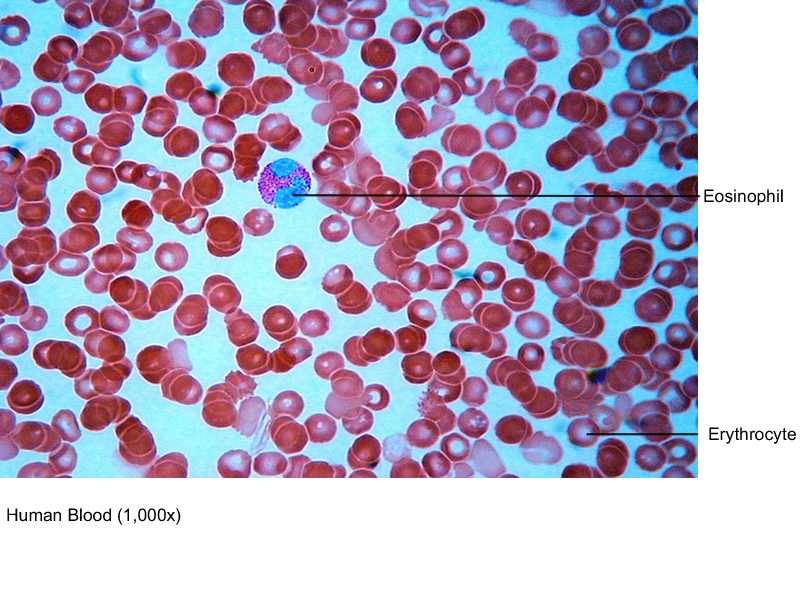 Eosinophil
Erythrocyte
Human Blood (1,000x)